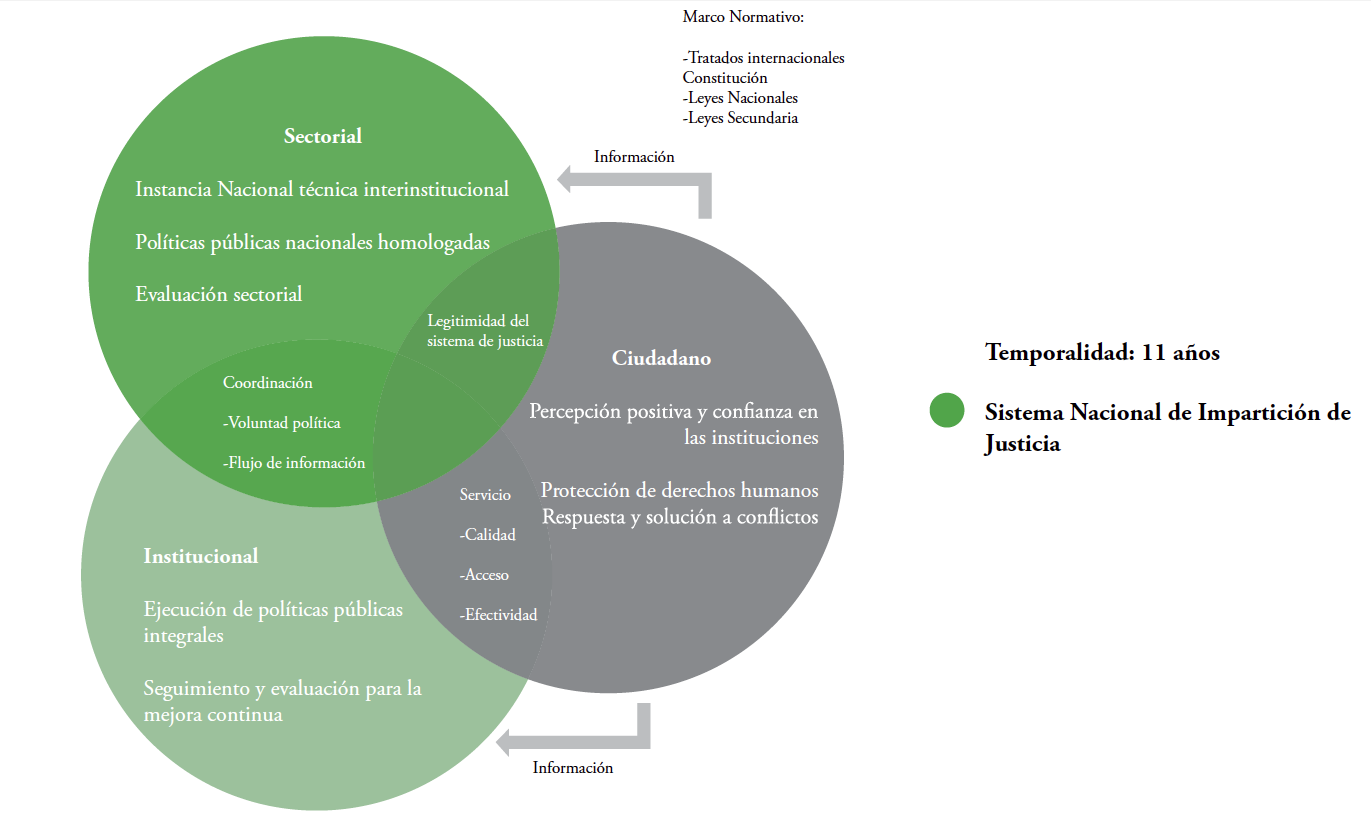 Marco Normativo:
-Tratados internacionales
Constitución
-Leyes Nacionales
-Leyes Secundaria
Información
Sectorial
Instancia Nacional técnica interinstitucional
Políticas públicas nacionales homologadas
Evaluación sectorial
Legitimidad del
sistema de justicia
Coordinación
-Voluntad política
-Flujo de información
Ciudadano
Percepción positiva y confianza en
las instituciones
Protección de derechos humanos
Respuesta y solución a conflictos
Servicio
-Calidad
-Acceso
-Efectividad
Institucional
Ejecución de políticas públicas
integrales
Seguimiento y evaluación para la
mejora continua
Información
Temporalidad: 11 años
Sistema Nacional de Impartición de
Justicia